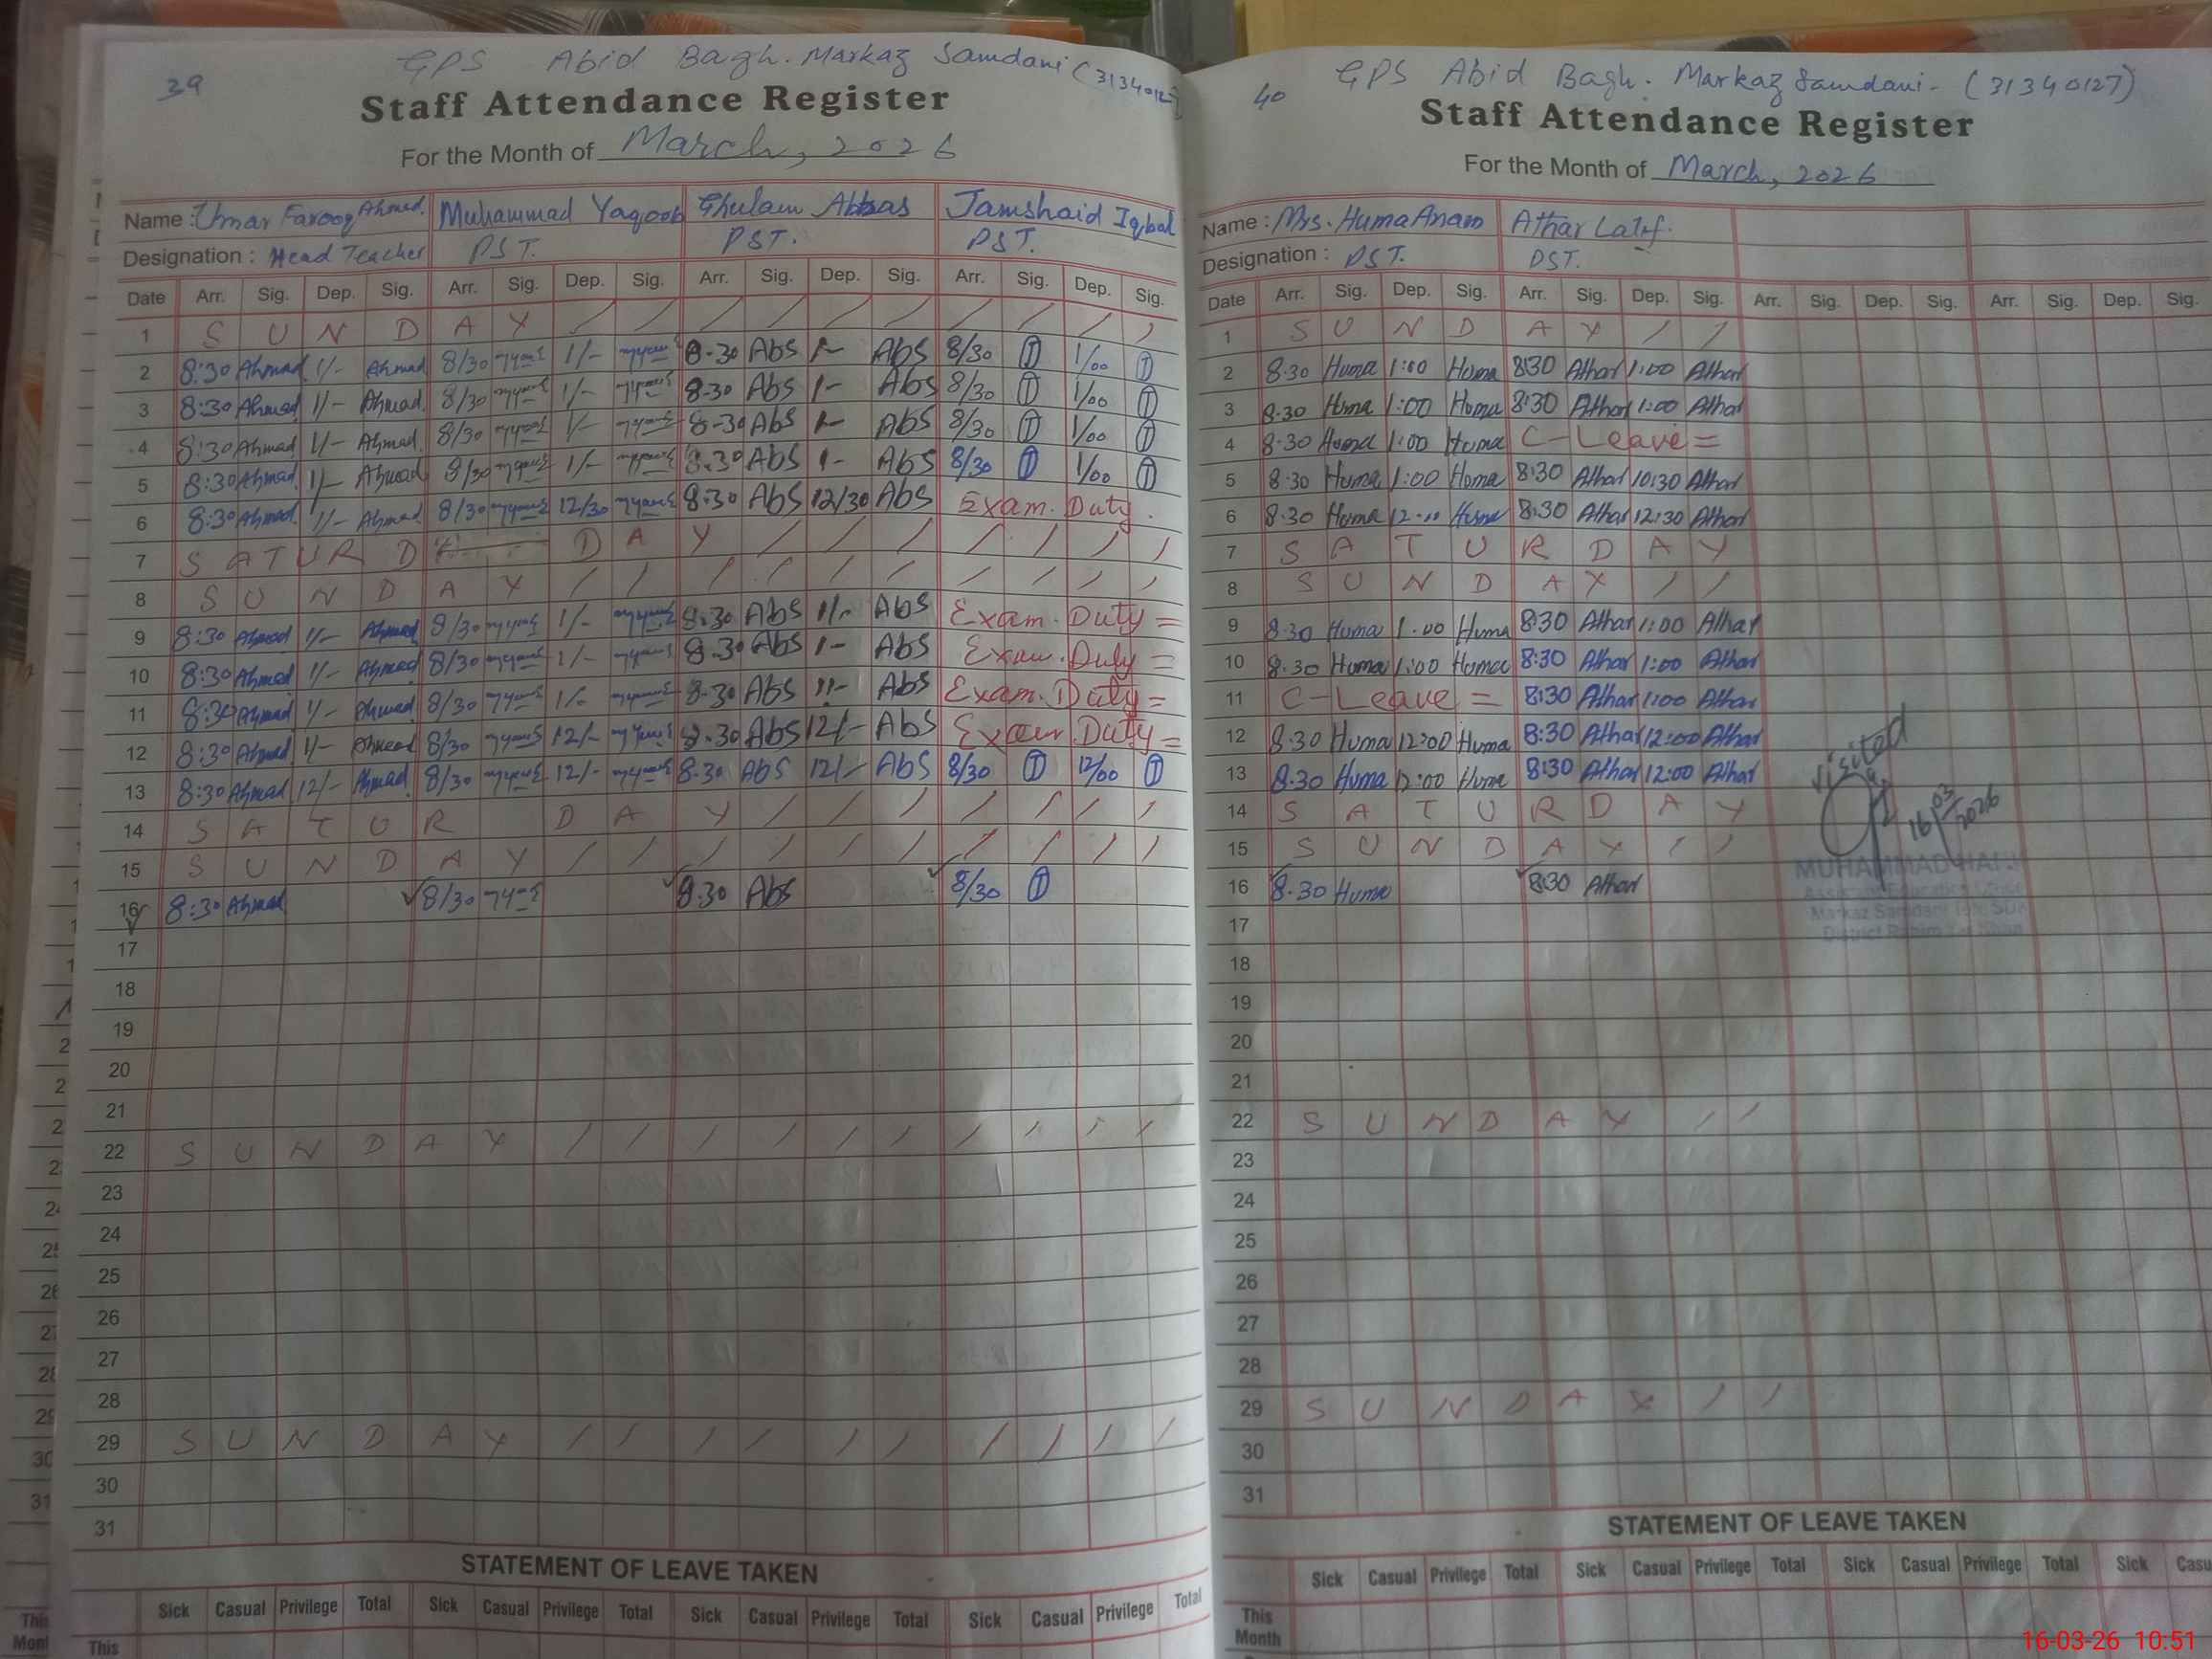 39
GPS Abid Bagh. Markaz Samdani (31340127)
Staff Attendance Register
For the Month of March, 2026
Name : Umar Farooq Ahmed. Muhammad Yaqoob Ghulam Abbas Jamshaid Iqbal
Designation : Head Teacher PST. PST. PST.
Date Arr. Sig. Dep. Sig. Arr. Sig. Dep. Sig. Arr. Sig. Dep. Sig. Arr. Sig. Dep. Sig.
1 S U N D A Y / / / / / / / / / /
2 8:30 Ahmad 1/- Ahmad 8/30 1/- 8-30 Abs 1- Abs 8/30 1/00
3 8:30 Ahmad 1/- Ahmad. 8/30 1/- 8-30 Abs 1- Abs 8/30 1/00
4 8:30 Ahmad 1/- Ahmad. 8/30 1/- 8-30 Abs 1- Abs 8/30 1/00
5 8:30 Ahmad 1/- Ahmad 8/30 1/- 8:30 Abs 1- Abs 8/30 1/00
6 8:30 Ahmad 1/- Ahmad 8/30 12/30 8:30 Abs 12/30 Abs Exam. Duty.
7 S A T U R D D A Y / / / / / / /
8 S U N D A Y / / / / / / / / / /
9 8:30 Ahmad 1/- Ahmad 8/30 1/- 8:30 Abs 1/- Abs Exam. Duty =
10 8:30 Ahmad 1/- Ahmad 8/30 1/- 8.30 Abs 1- Abs Exam. Duty =
11 8:30 Ahmad 1/- Ahmad 8/30 1/- 8-30 Abs 1/- Abs Exam. Duty =
12 8:30 Ahmad 1/- Ahmad 8/30 12/- 8.30 Abs 12/- Abs Exam. Duty =
13 8:30 Ahmad 12/- Ahmad 8/30 12/- 8-30 Abs 12/- Abs 8/30 12/00
14 S A T U R D A Y / / / / / / /
15 S U N D A Y / / / / / / / / / /
16 8:30 Ahmad 8/30 8:30 Abs 8/30
17
18
19
20
21
22 S U N D A Y / / / / / / / / / /
23
24
25
26
27
28
29 S U N D A Y / / / / / / / / / /
30
31
STATEMENT OF LEAVE TAKEN
Sick Casual Privilege Total Sick Casual Privilege Total Sick Casual Privilege Total Sick Casual Privilege Total
This
40
GPS Abid Bagh. Markaz Samdani - (31340127)
Staff Attendance Register
For the Month of March, 2026
Name : Mrs. Huma Anam Athar Latif.
Designation : PST. PST.
Date Arr. Sig. Dep. Sig. Arr. Sig. Dep. Sig. Arr. Sig. Dep. Sig. Arr. Sig. Dep. Sig.
1 S U N D A Y / /
2 8:30 Huma 1:00 Huma 8:30 Athar 1:00 Athar
3 8:30 Huma 1:00 Huma 8:30 Athar 1:00 Athar
4 8:30 Huma 1:00 Huma C-Leave =
5 8:30 Huma 1:00 Huma 8:30 Athar 10:30 Athar
6 8:30 Huma 12:00 Huma 8:30 Athar 12:30 Athar
7 S A T U R D A Y
8 S U N D A Y / /
9 8:30 Huma 1:00 Huma 8:30 Athar 1:00 Athar
10 8:30 Huma 1:00 Huma 8:30 Athar 1:00 Athar
11 C-Leave = 8:30 Athar 1:00 Athar
12 8:30 Huma 12:00 Huma 8:30 Athar 12:00 Athar
13 8:30 Huma 12:00 Huma 8:30 Athar 12:00 Athar
14 S A T U R D A Y
15 S U N D A Y / /
16 8:30 Huma 8:30 Athar
visited
16/03/2026
MUHAMMAD
Markaz Samdani
District Rahim Yar Khan
17
18
19
20
21
22 S U N D A Y / /
23
24
25
26
27
28
29 S U N D A Y / /
30
31
STATEMENT OF LEAVE TAKEN
Sick Casual Privilege Total Sick Casual Privilege Total Sick Casual Privilege Total Sick Casu
This
Month
16-03-26 10:51